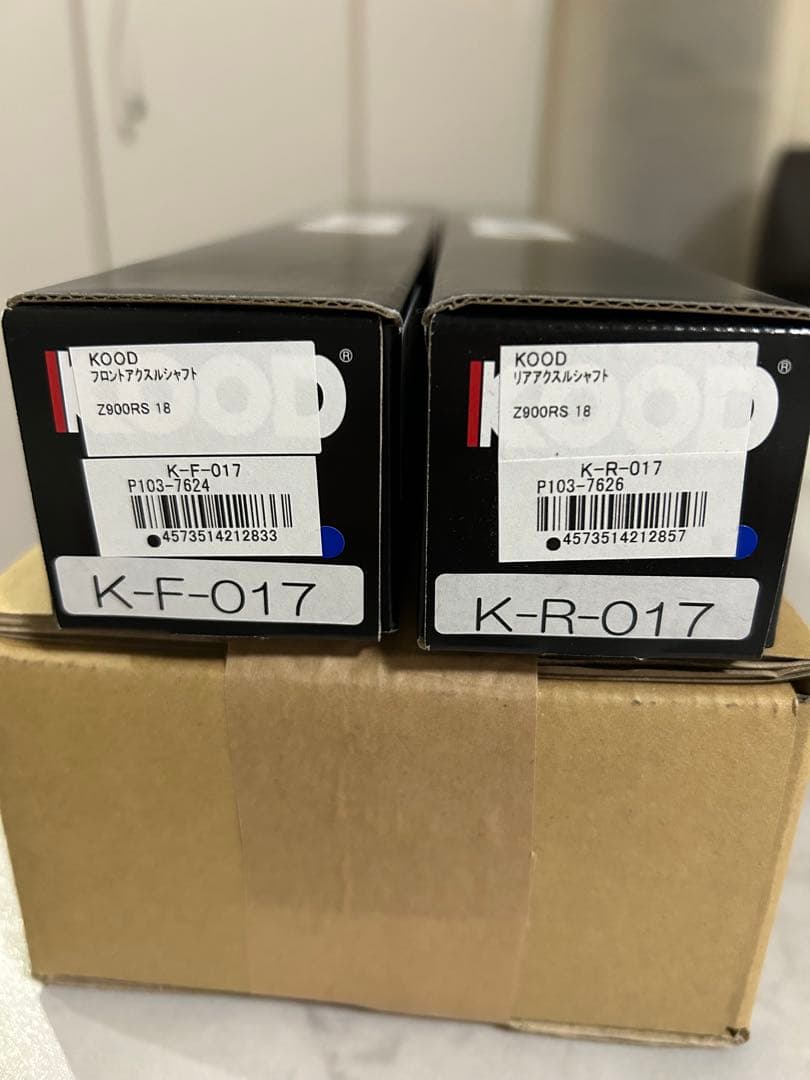 KOOD®
KOOD
フロントアクスルシャフト
Z900RS 18
K-F-017
P103-7624
4573514212833
K-F-017
KOOD®
KOOD
リアアクスルシャフト
Z900RS 18
K-R-017
P103-7626
4573514212857
K-R-017